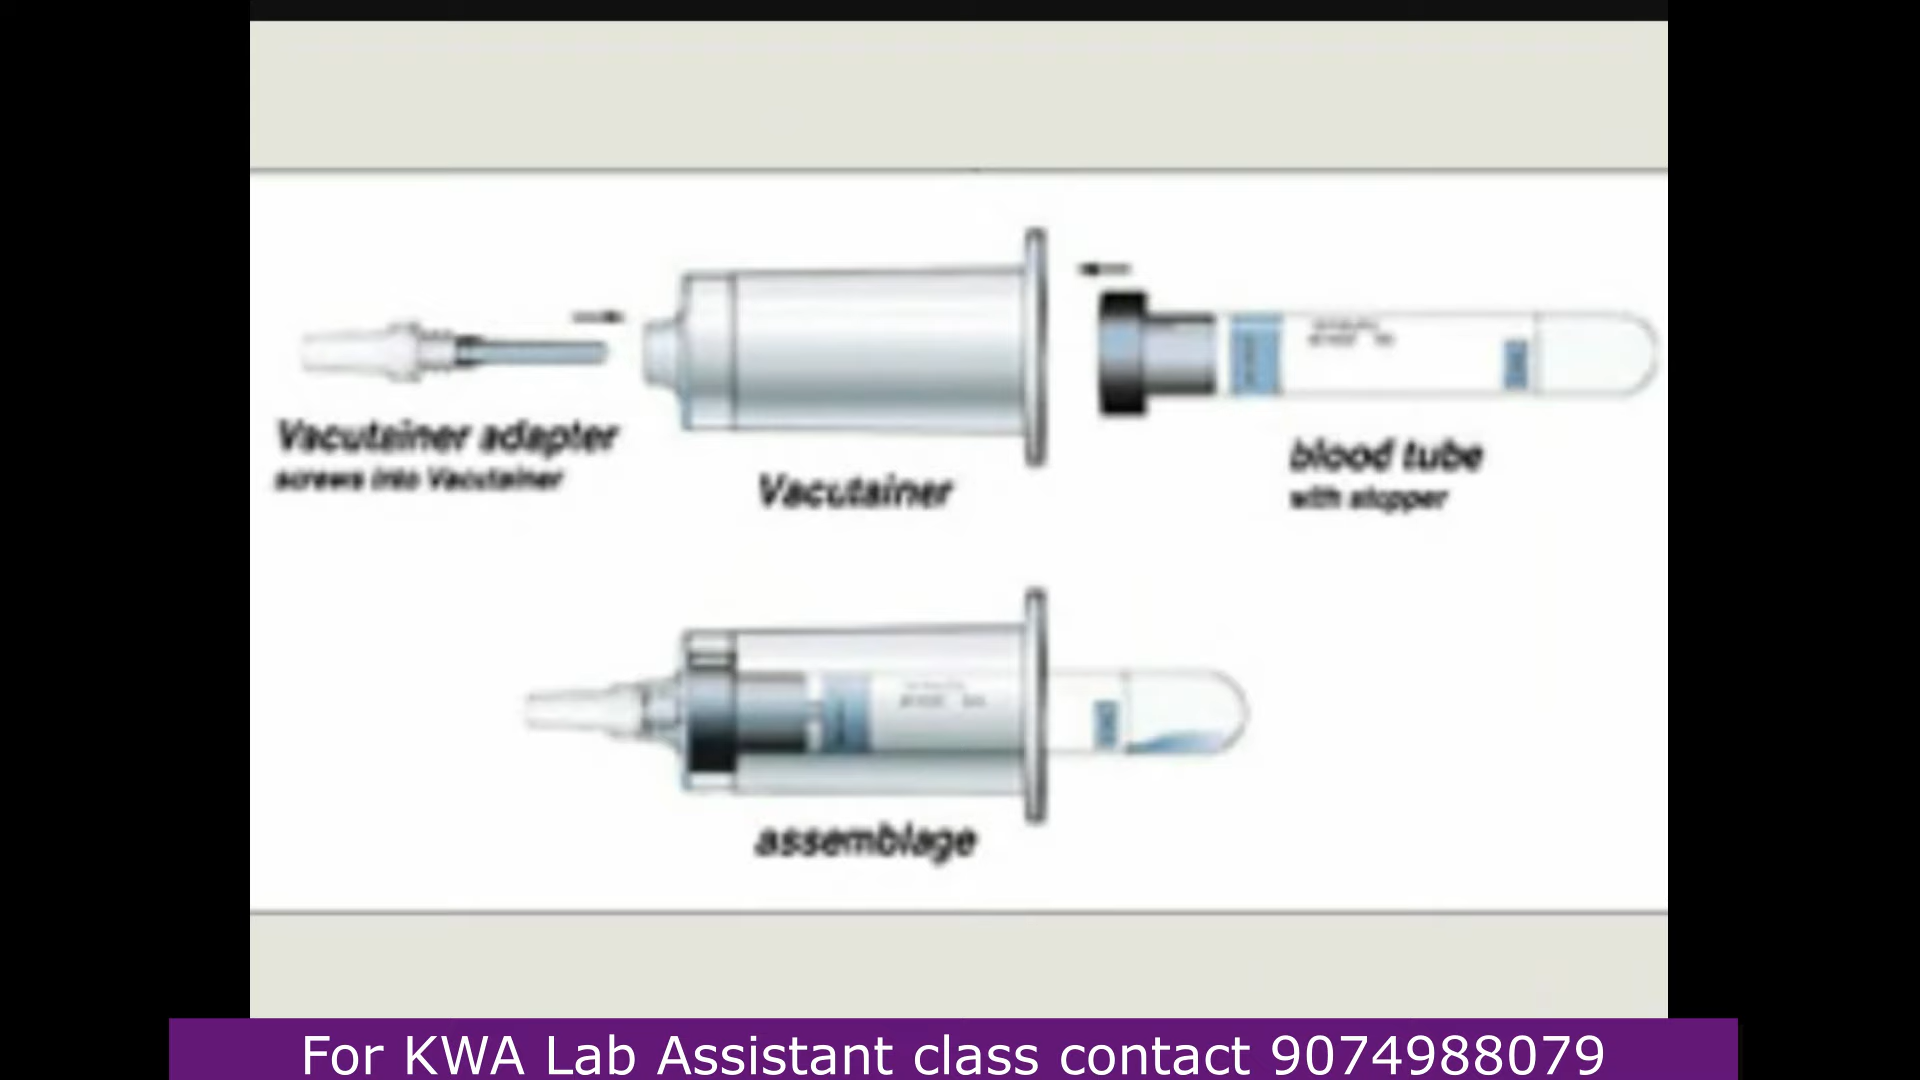 Vacutainer adapter
screws into Vacutainer
Vacutainer
blood tube
with stopper
assemblage
For KWA Lab Assistant class contact 9074988079